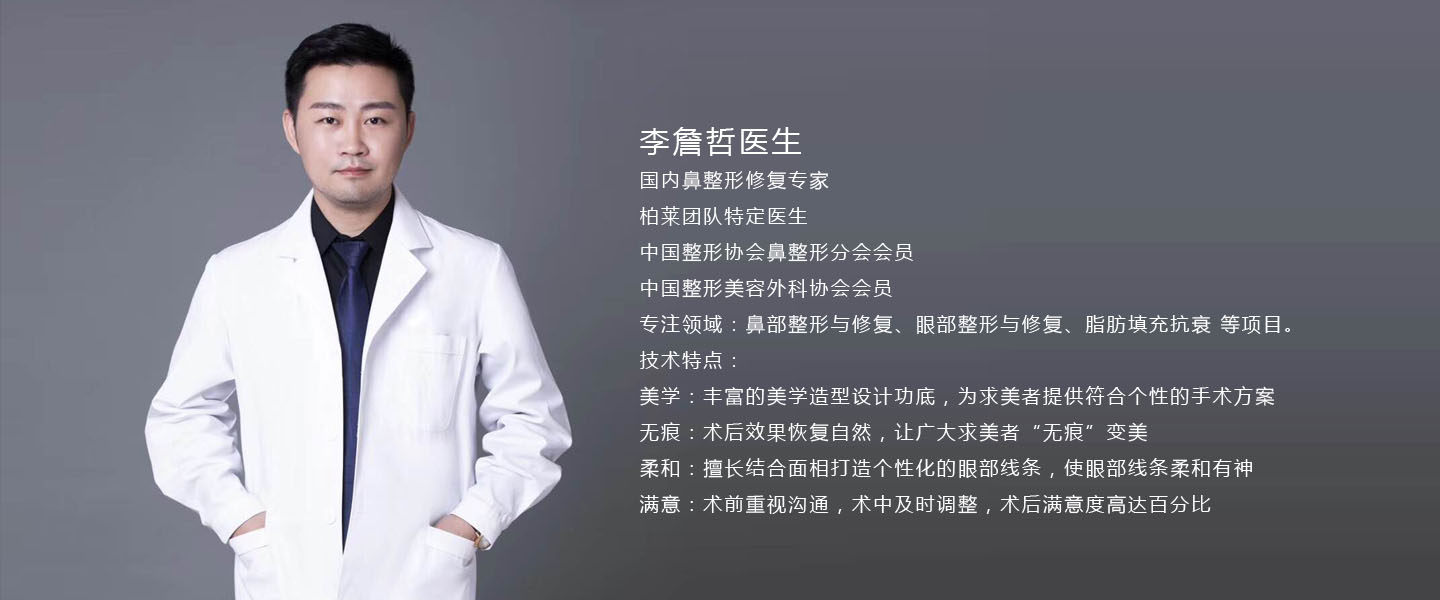 李詹哲医生
国内鼻整形修复专家
柏莱团队特定医生
中国整形协会鼻整形分会会员
中国整形美容外科协会会员
专注领域：鼻部整形与修复、眼部整形与修复、脂肪填充抗衰 等项目。
技术特点：
美学：丰富的美学造型设计功底，为求美者提供符合个性的手术方案
无痕：术后效果恢复自然，让广大求美者“无痕”变美
柔和：擅长结合面相打造个性化的眼部线条，使眼部线条柔和有神
满意：术前重视沟通，术中及时调整，术后满意度高达百分比